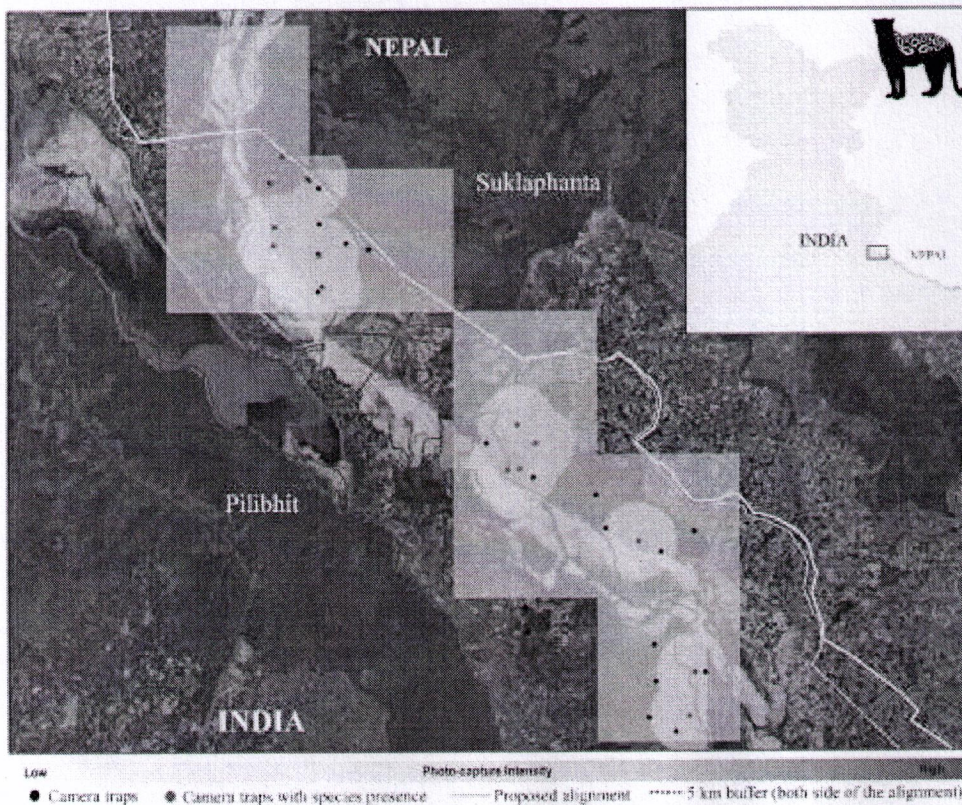 NEPAL
Suklaphanta
INDIA
NEPAL
Pilibhit
INDIA
Low Photo-capture intensity High
Camera traps Camera traps with species presence Proposed alignment 5 km buffer (both side of the alignment)